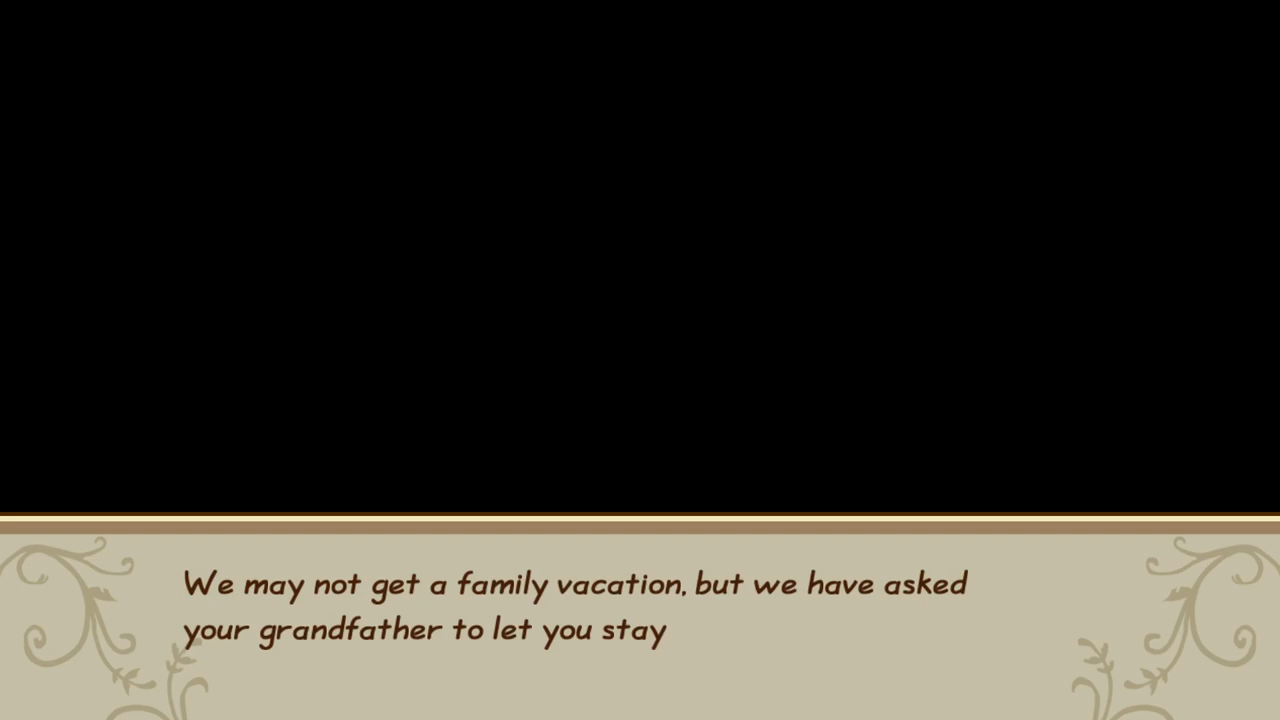 We may not get a family vacation, but we have asked
your grandfather to let you stay